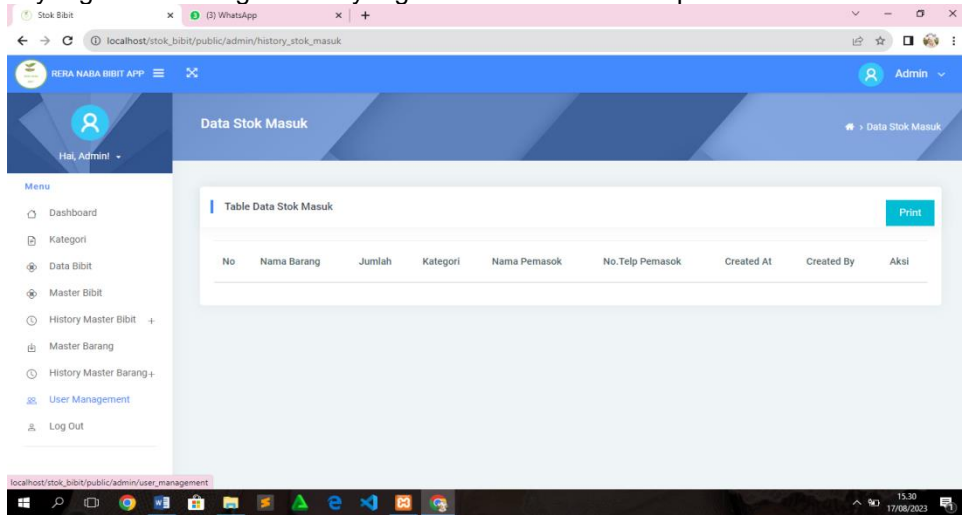 Stok Bibit
(3) WhatsApp
localhost/stok_bibit/public/admin/history_stok_masuk
RERA NABA BIBIT APP
Admin
Hai, Admin!
Data Stok Masuk
> Data Stok Masuk
Menu
Dashboard
Kategori
Data Bibit
Master Bibit
History Master Bibit +
Master Barang
History Master Barang +
User Management
Log Out
Table Data Stok Masuk
Print
No Nama Barang Jumlah Kategori Nama Pemasok No.Telp Pemasok Created At Created By Aksi
localhost/stok_bibit/public/admin/user_management
15.30
17/08/2023